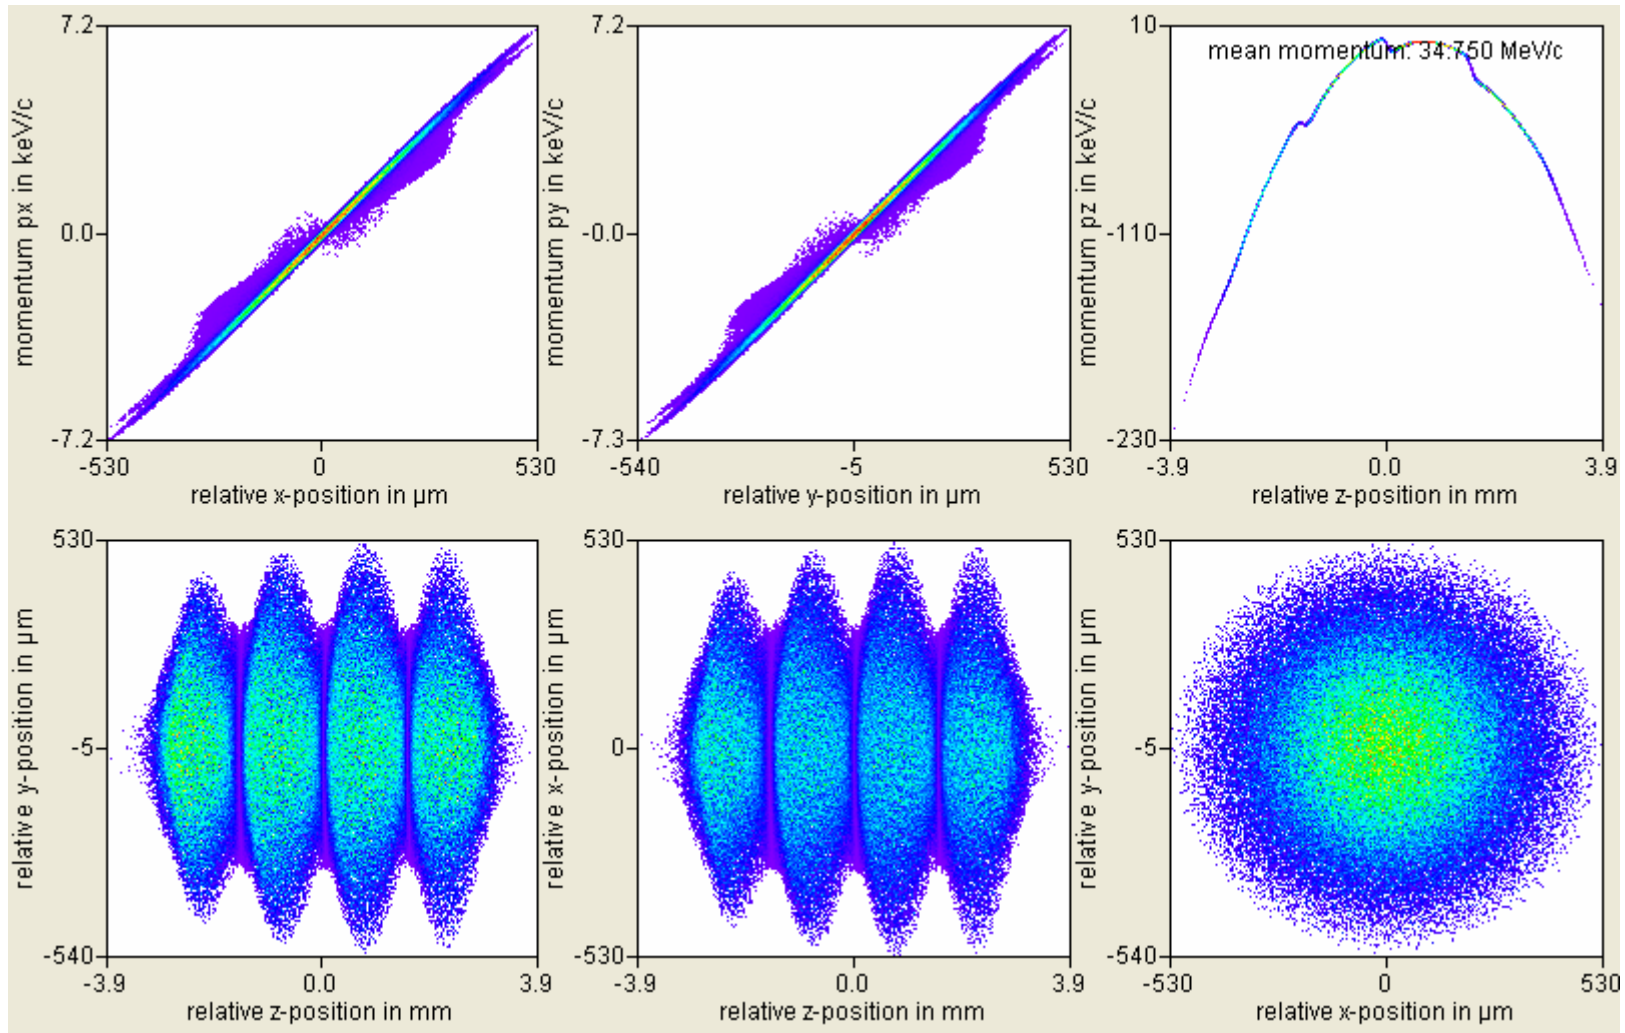 7.2
momentum px in keV/c
0.0
-7.2
-530
0
530
relative x-position in µm
7.2
momentum py in keV/c
-0.0
-7.3
-540
-5
530
relative y-position in µm
10
mean momentum: 34.750 MeV/c
momentum pz in keV/c
-110
-230
-3.9
0.0
3.9
relative z-position in mm
530
relative y-position in µm
-5
-540
-3.9
0.0
3.9
relative z-position in mm
530
relative x-position in µm
0
-530
-3.9
0.0
3.9
relative z-position in mm
530
relative y-position in µm
-5
-540
-530
0
530
relative x-position in µm